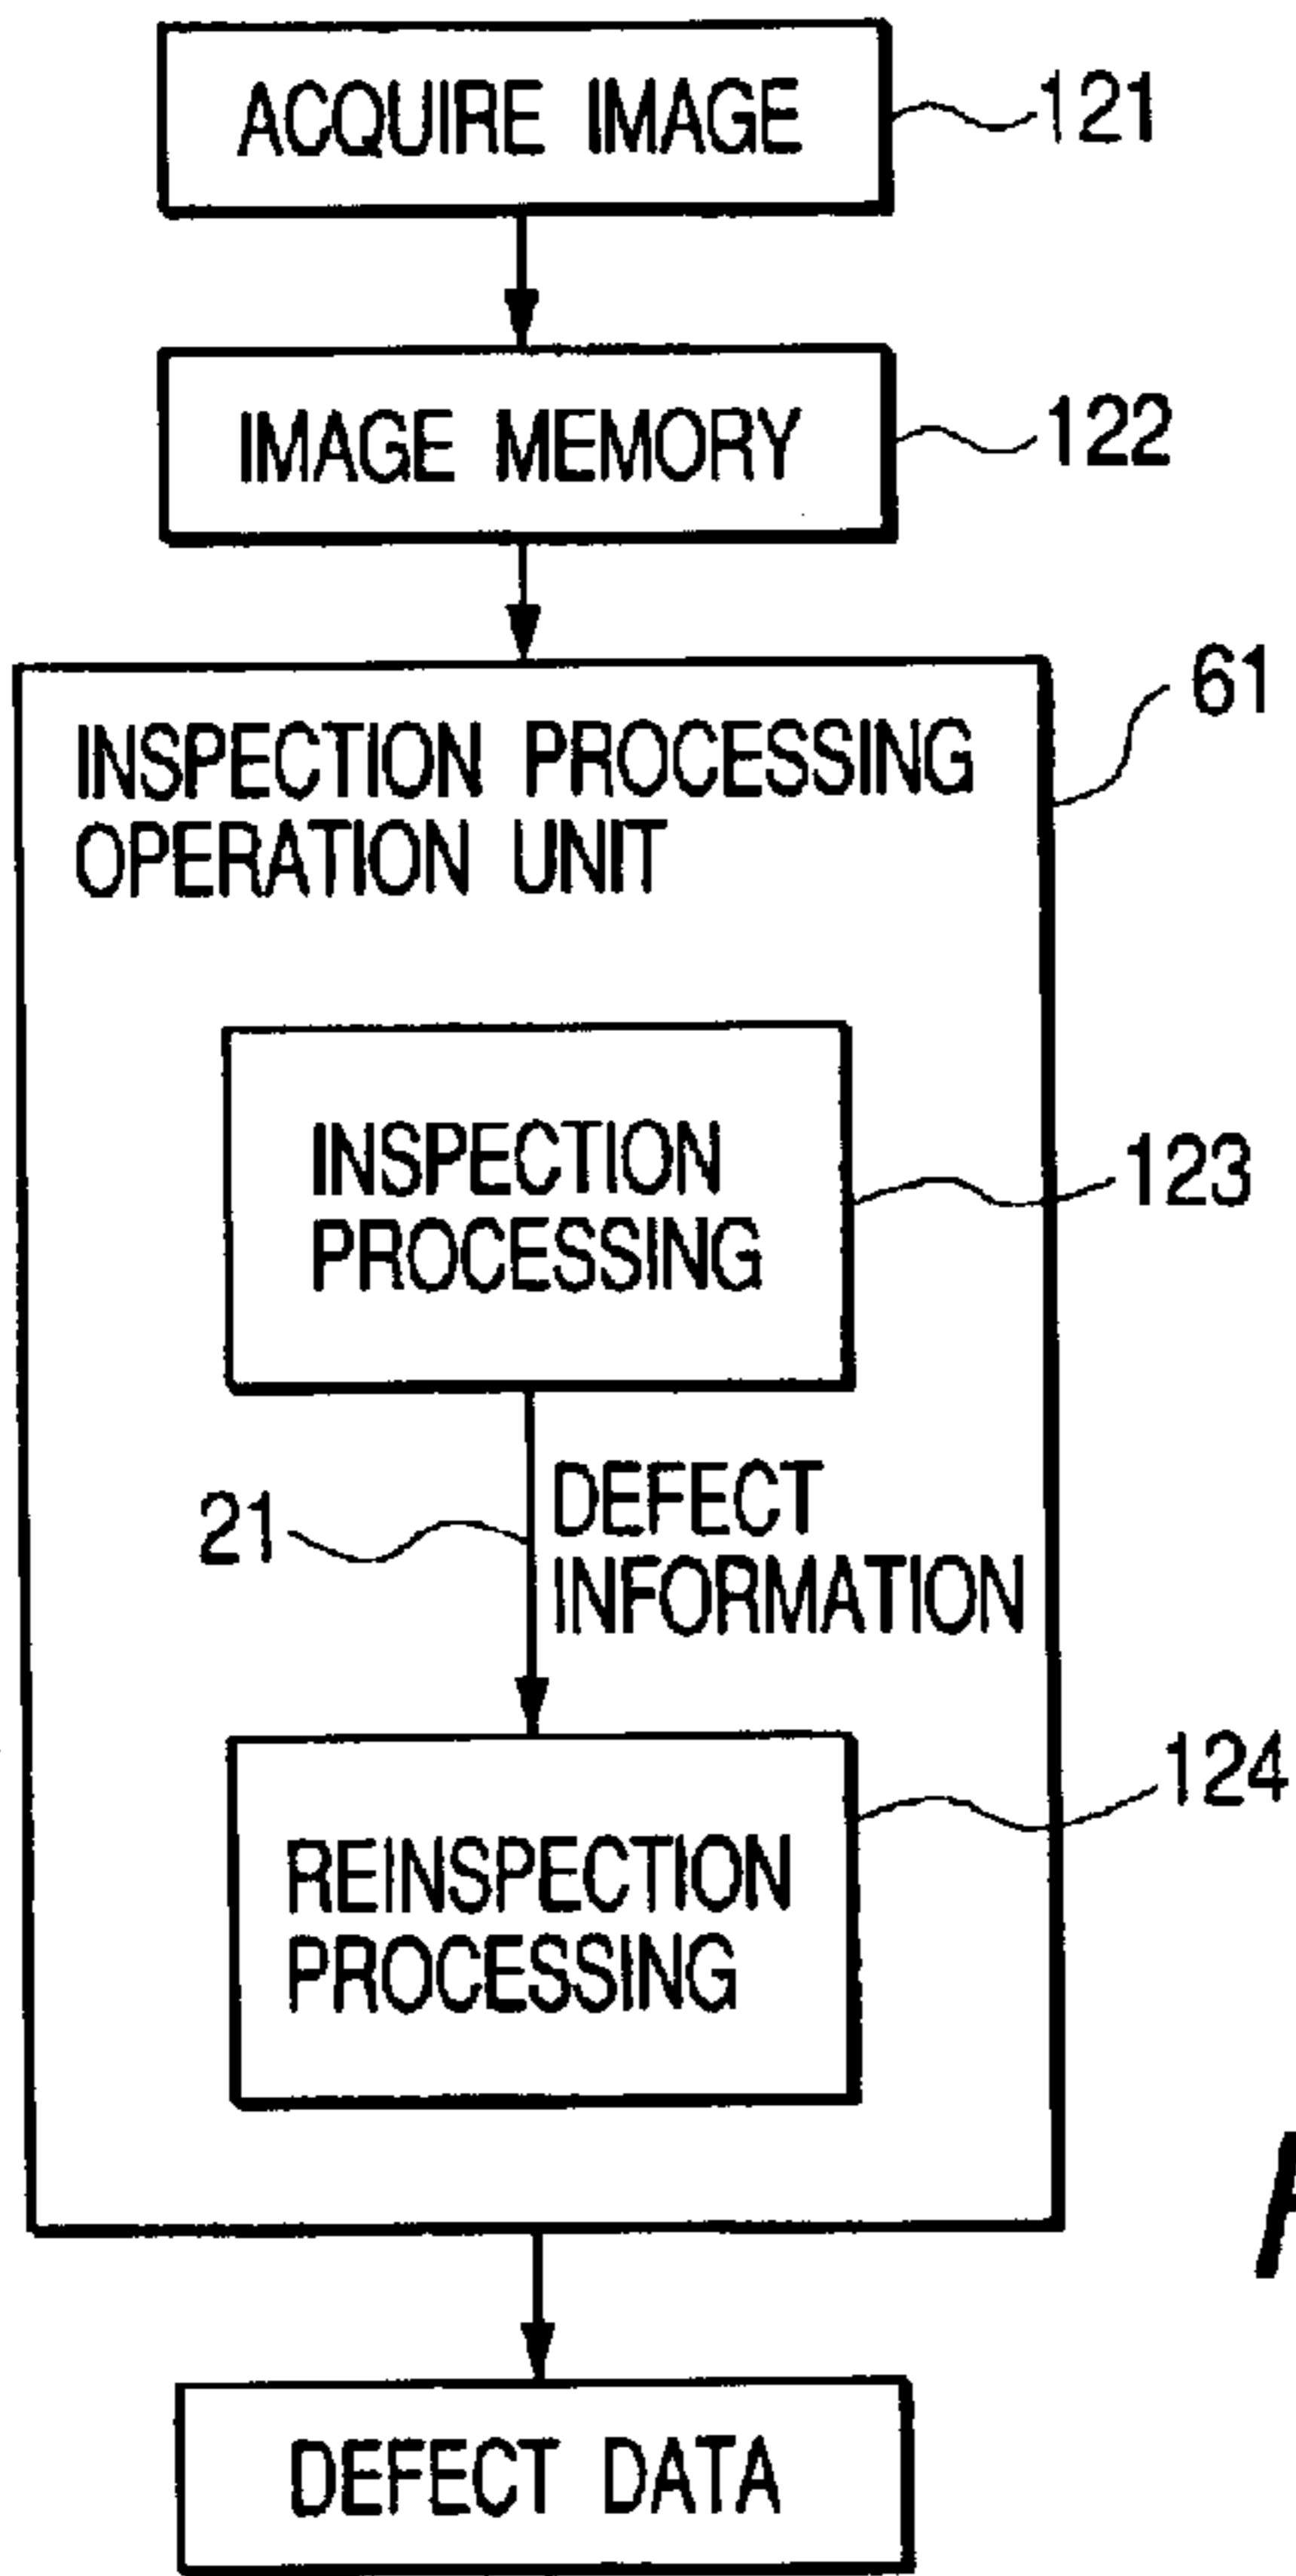 ACQUIRE IMAGE
121
IMAGE MEMORY
122
61
INSPECTION PROCESSING
OPERATION UNIT
INSPECTION
PROCESSING
123
21
DEFECT
INFORMATION
124
REINSPECTION
PROCESSING
DEFECT DATA